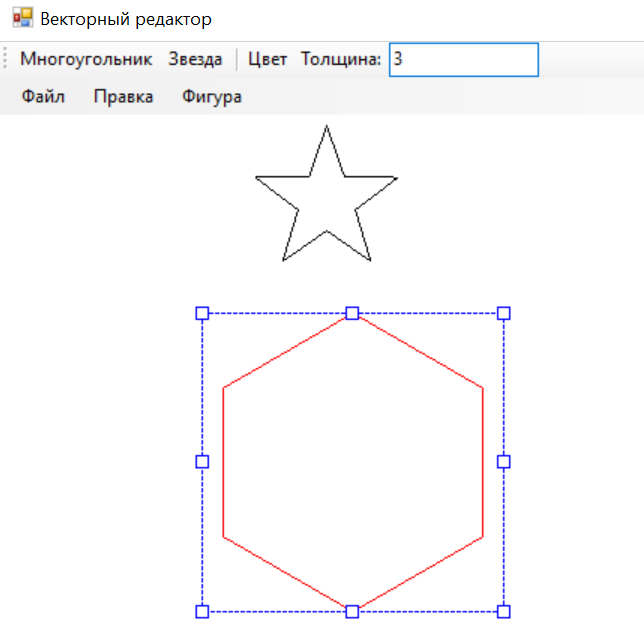 Векторный редактор
Многоугольник Звезда Цвет Толщина: 3
Файл Правка Фигура